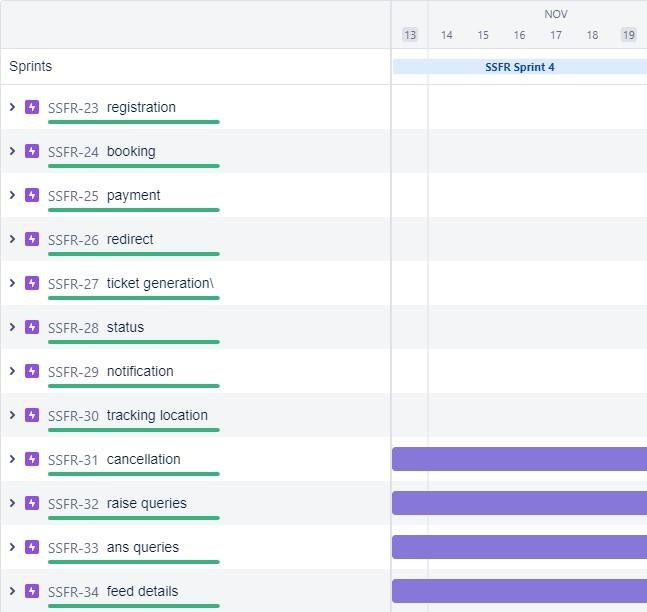 NOV
13 14 15 16 17 18 19
Sprints SSFR Sprint 4
SSFR-23 registration
SSFR-24 booking
SSFR-25 payment
SSFR-26 redirect
SSFR-27 ticket generation\
SSFR-28 status
SSFR-29 notification
SSFR-30 tracking location
SSFR-31 cancellation
SSFR-32 raise queries
SSFR-33 ans queries
SSFR-34 feed details